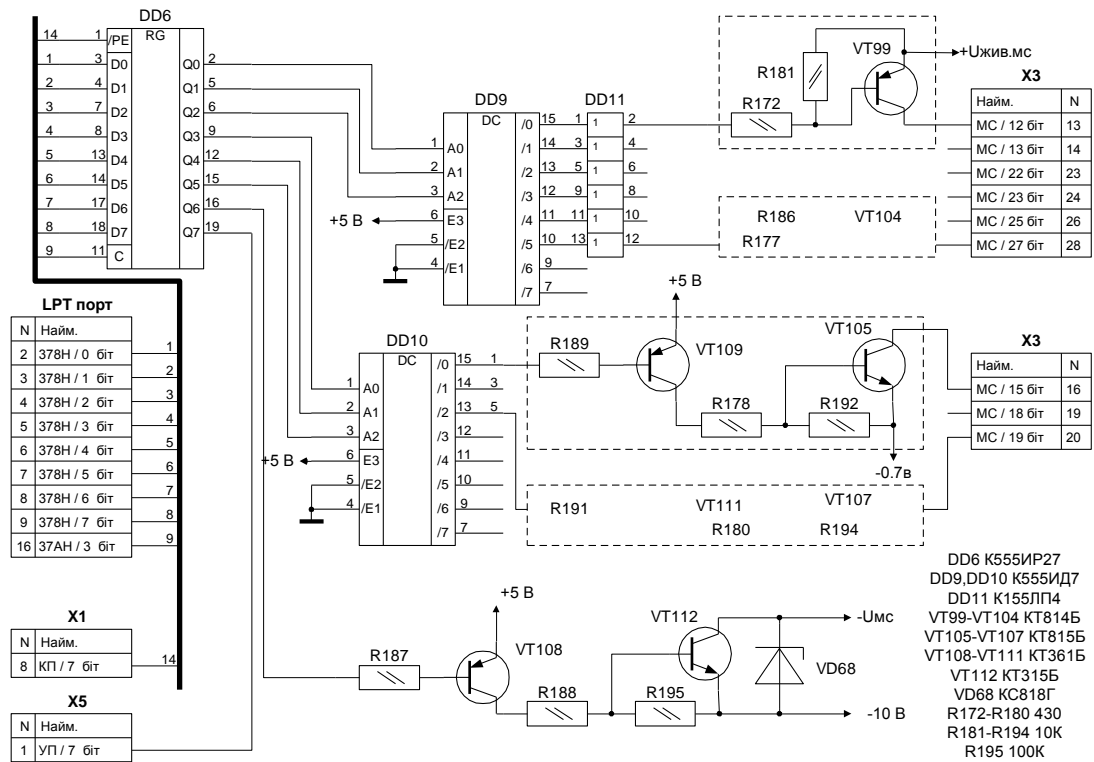 DD6
RG
14 1 /PE
1 3 D0 Q0 2
2 4 D1 Q1 5
3 7 D2 Q2 6
4 8 D3 Q3 9
5 13 D4 Q4 12
6 14 D5 Q5 15
7 17 D6 Q6 16
8 18 D7 Q7 19
9 11 C
DD9
DC
1 A0 /0 15
2 A1 /1 14
3 A2 /2 13
/3 12
+5 В 6 E3 /4 11
5 /E2 /5 10
4 /E1 /6 9
/7 7
DD11
1 1 2
3 1 4
5 1 6
9 1 8
11 1 10
13 1 12
R172
R181
VT99
+Uжив.мс
R186 VT104
R177
X3
Найм. N
МС / 12 біт 13
МС / 13 біт 14
МС / 22 біт 23
МС / 23 біт 24
МС / 25 біт 26
МС / 27 біт 28
LPT порт
N Найм.
2 378H / 0 біт 1
3 378H / 1 біт 2
4 378H / 2 біт 3
5 378H / 3 біт 4
6 378H / 4 біт 5
7 378H / 5 біт 6
8 378H / 6 біт 7
9 378H / 7 біт 8
16 37AH / 3 біт 9
DD10
DC
1 A0 /0 15 1
2 A1 /1 14 3
3 A2 /2 13 5
/3 12
+5 В 6 E3 /4 11
5 /E2 /5 10
4 /E1 /6 9
/7 7
+5 В
R189
VT109
R178
R192
VT105
-0.7в
R191 VT111 VT107
R180 R194
X3
Найм. N
МС / 15 біт 16
МС / 18 біт 19
МС / 19 біт 20
X1
N Найм.
8 КП / 7 біт 14
X5
N Найм.
1 УП / 7 біт
+5 В
R187
VT108
R188
R195
VT112
VD68
-Uмс
-10 В
DD6 К555ИР27
DD9,DD10 К555ИД7
DD11 К155ЛП4
VT99-VT104 КТ814Б
VT105-VT107 КТ815Б
VT108-VT111 КТ361Б
VT112 КТ315Б
VD68 КС818Г
R172-R180 430
R181-R194 10К
R195 100К